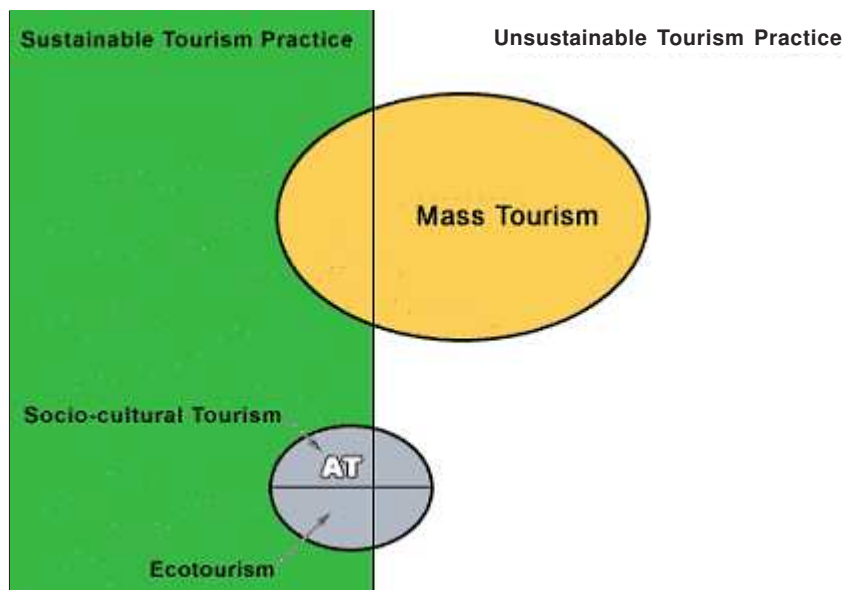 Sustainable Tourism Practice
Unsustainable Tourism Practice
Mass Tourism
Socio-cultural Tourism
AT
Ecotourism